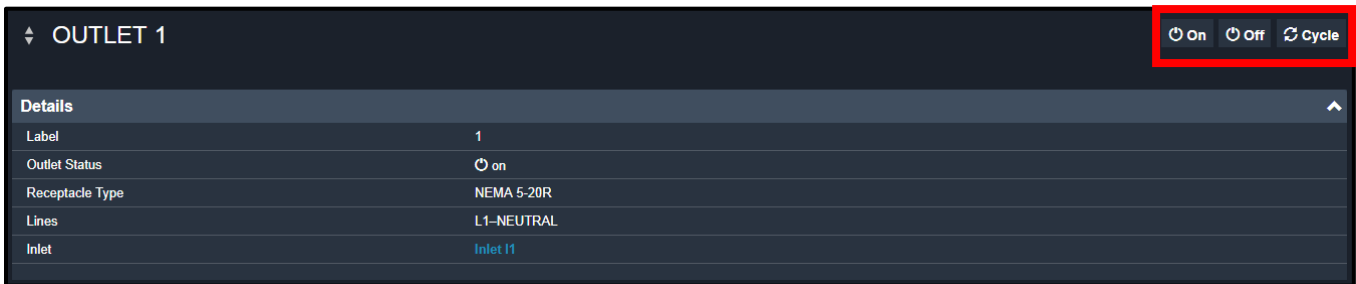 OUTLET 1
On Off Cycle
Details
Label 1
Outlet Status on
Receptacle Type NEMA 5-20R
Lines L1–NEUTRAL
Inlet Inlet I1